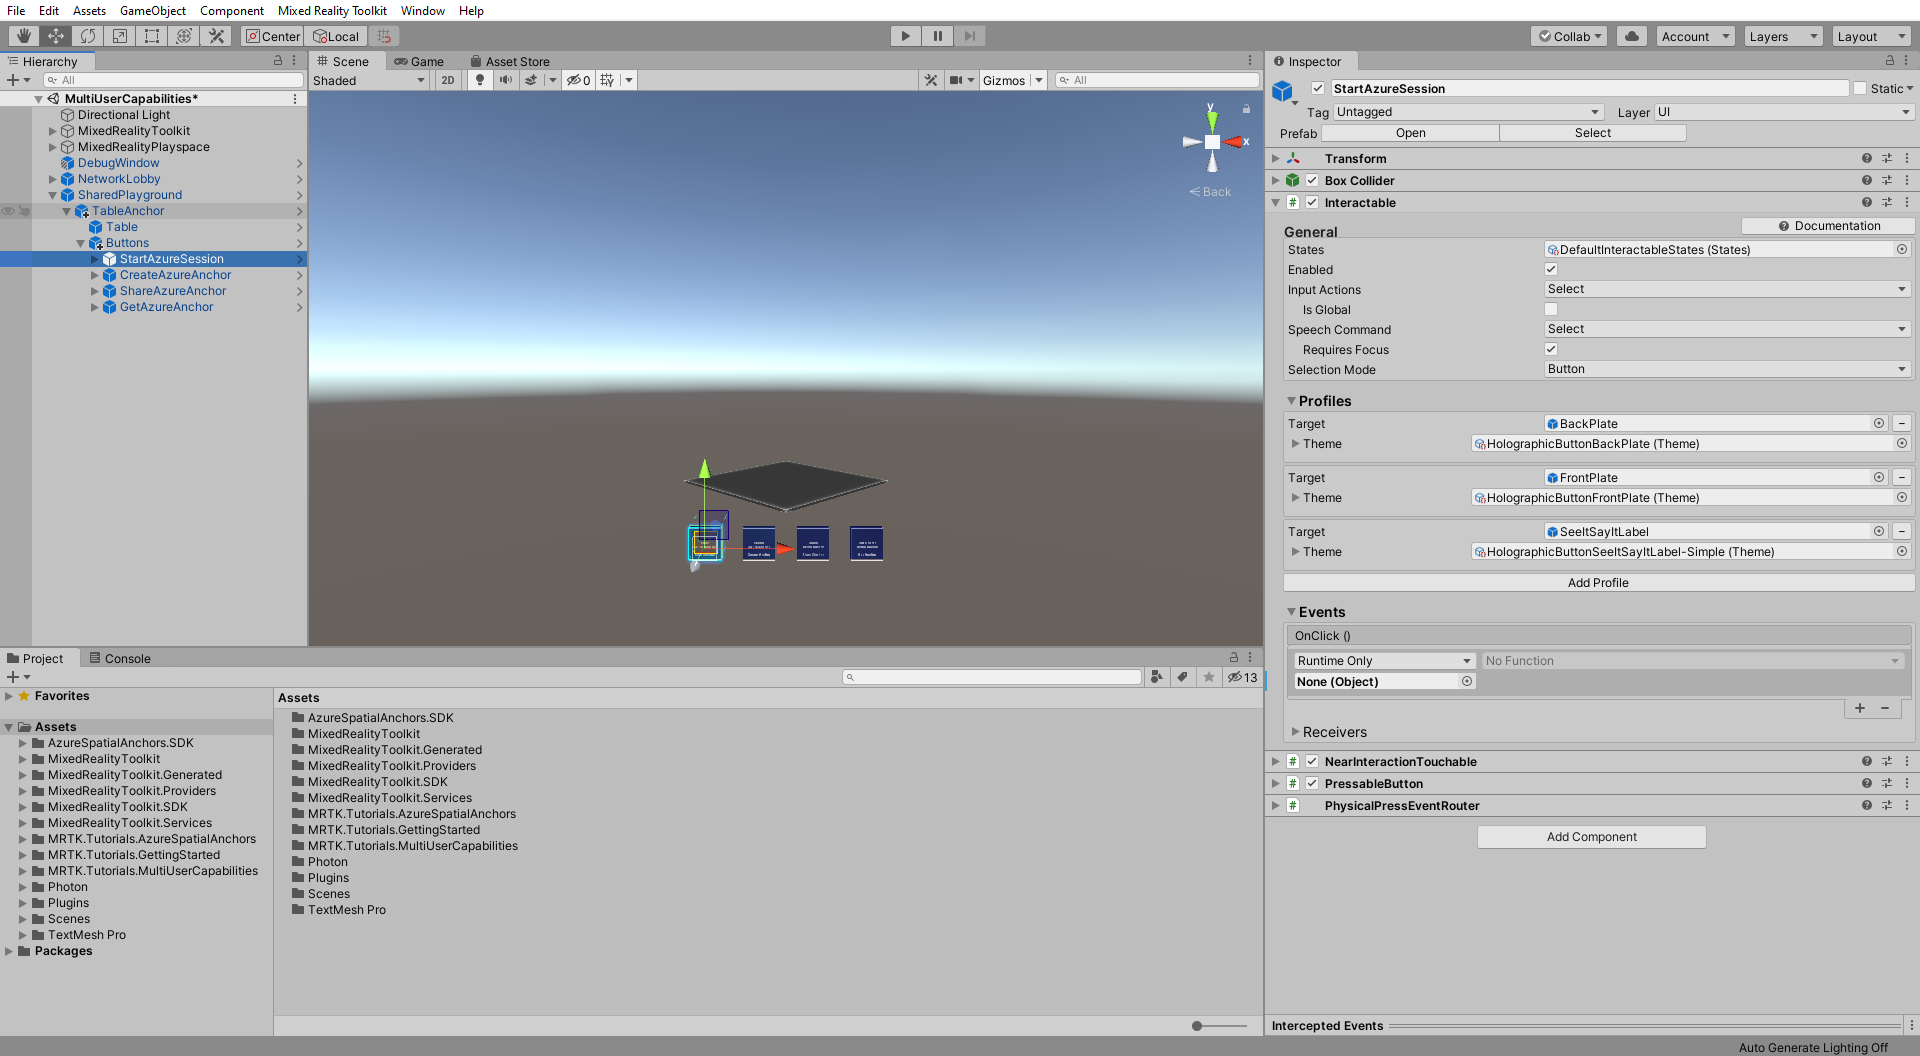 File Edit Assets GameObject Component Mixed Reality Toolkit Window Help
Center Local Collab Account Layers Layout
Hierarchy
All
MultiUserCapabilities*
Directional Light
MixedRealityToolkit
MixedRealityPlayspace
DebugWindow
NetworkLobby
SharedPlayground
TableAnchor
Table
Buttons
StartAzureSession
CreateAzureAnchor
ShareAzureAnchor
GetAzureAnchor
Scene Game Asset Store
Shaded 2D 0 Gizmos All
y
x
Back
Project Console
13
Favorites
Assets
AzureSpatialAnchors.SDK
MixedRealityToolkit
MixedRealityToolkit.Generated
MixedRealityToolkit.Providers
MixedRealityToolkit.SDK
MixedRealityToolkit.Services
MRTK.Tutorials.AzureSpatialAnchors
MRTK.Tutorials.GettingStarted
MRTK.Tutorials.MultiUserCapabilities
Photon
Plugins
Scenes
TextMesh Pro
Packages
Assets
AzureSpatialAnchors.SDK
MixedRealityToolkit
MixedRealityToolkit.Generated
MixedRealityToolkit.Providers
MixedRealityToolkit.SDK
MixedRealityToolkit.Services
MRTK.Tutorials.AzureSpatialAnchors
MRTK.Tutorials.GettingStarted
MRTK.Tutorials.MultiUserCapabilities
Photon
Plugins
Scenes
TextMesh Pro
Inspector
StartAzureSession Static
Tag Untagged Layer UI
Prefab Open Select
Transform
Box Collider
Interactable
Documentation
General
States DefaultInteractableStates (States)
Enabled
Input Actions Select
Is Global
Speech Command Select
Requires Focus
Selection Mode Button
Profiles
Target BackPlate
Theme HolographicButtonBackPlate (Theme)
Target FrontPlate
Theme HolographicButtonFrontPlate (Theme)
Target SeeItSayItLabel
Theme HolographicButtonSeeItSayItLabel-Simple (Theme)
Add Profile
Events
OnClick ()
Runtime Only No Function
None (Object)
Receivers
NearInteractionTouchable
PressableButton
PhysicalPressEventRouter
Add Component
Intercepted Events
Auto Generate Lighting Off